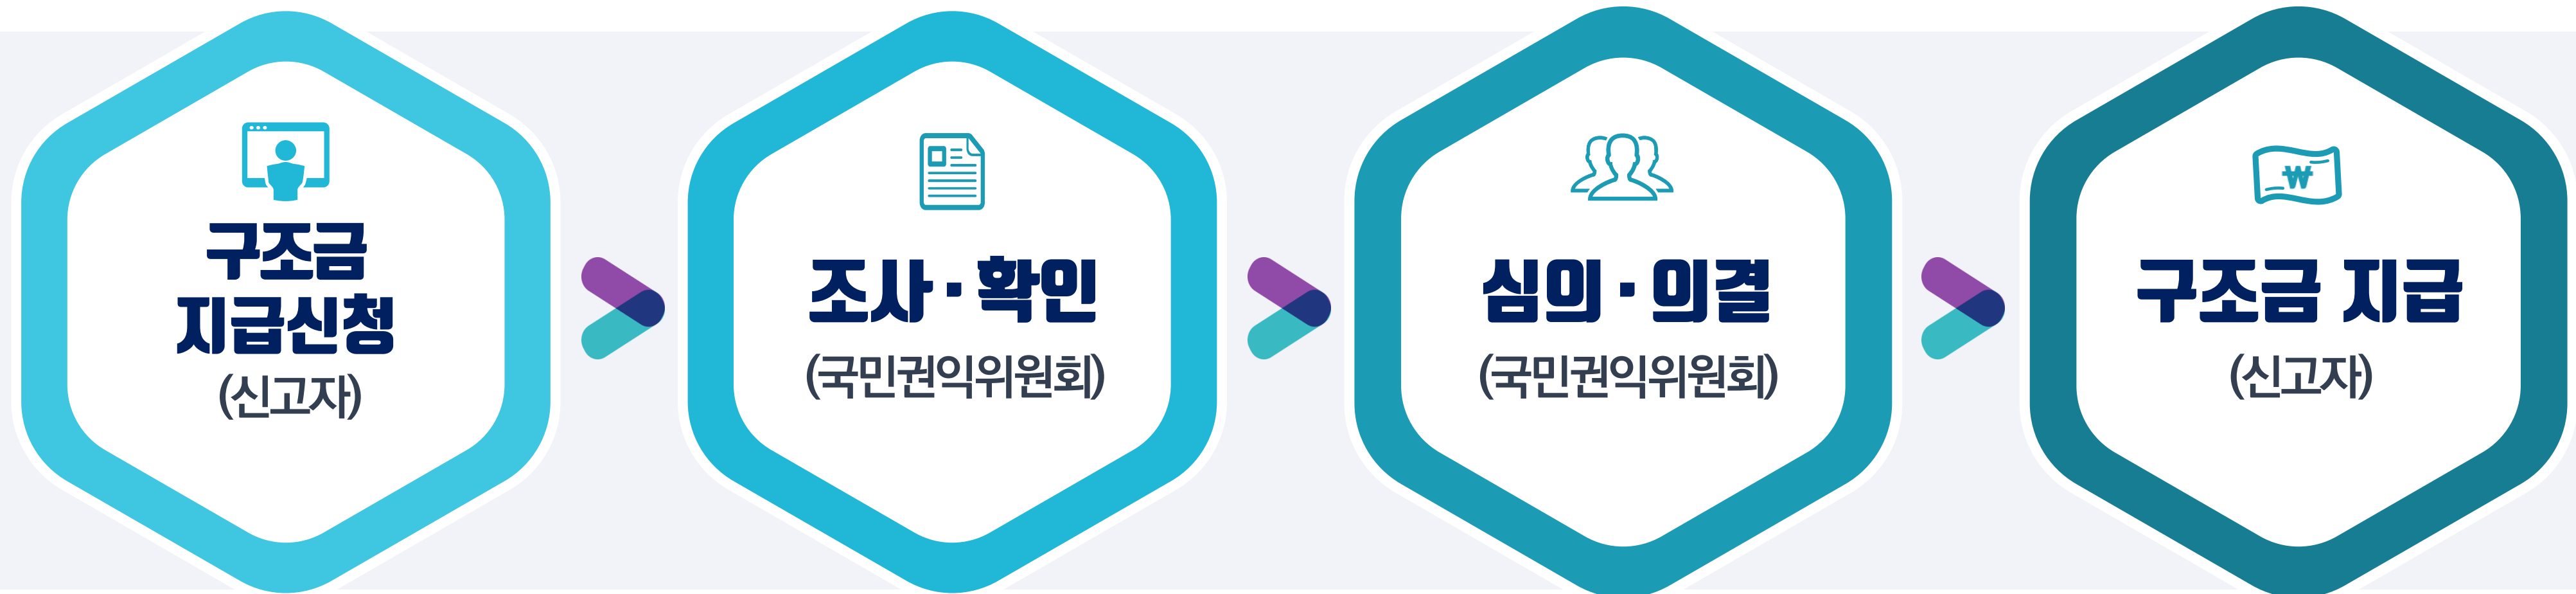 구조금
지급신청
(신고자)
조사·확인
(국민권익위원회)
심의·의결
(국민권익위원회)
₩
구조금 지급
(신고자)